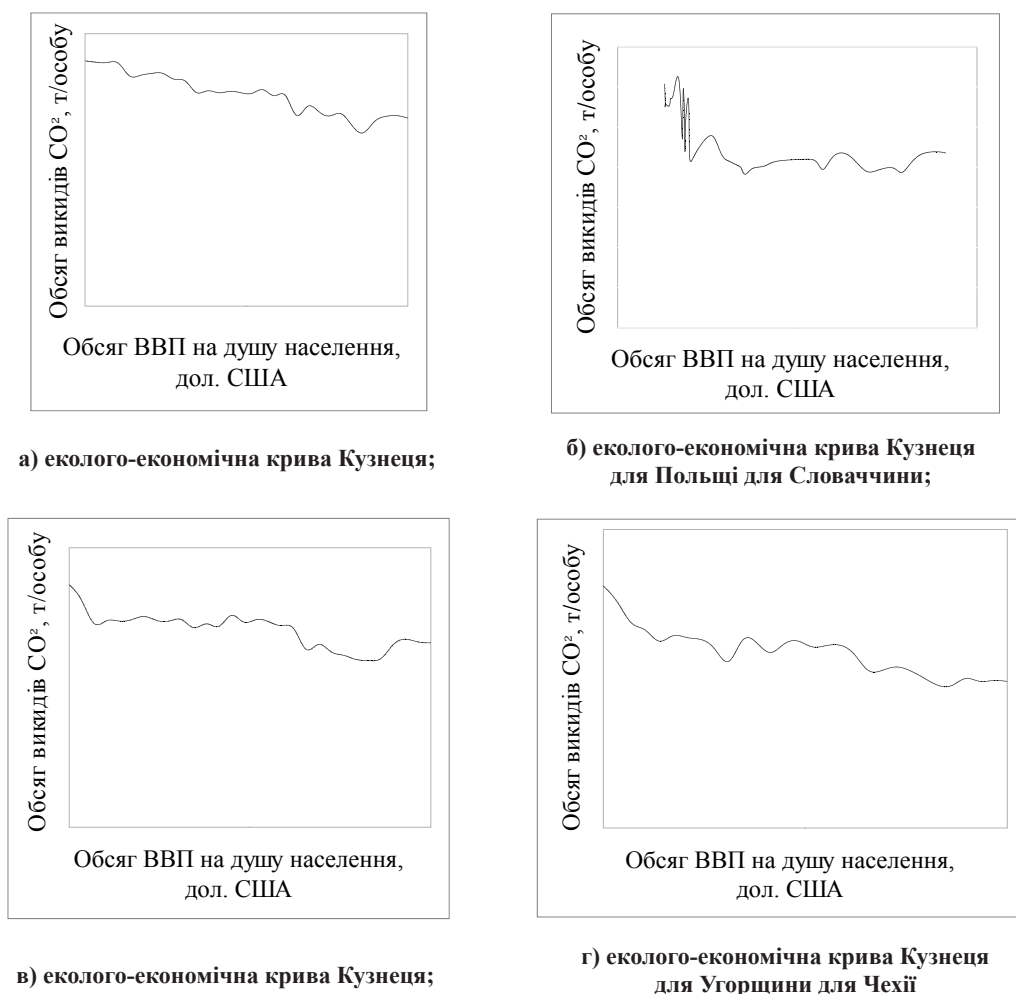 Обсяг викидів CO², т/особу
Обсяг ВВП на душу населення,
дол. США
а) еколого-економічна крива Кузнеця;
Обсяг викидів CO², т/особу
Обсяг ВВП на душу населення,
дол. США
б) еколого-економічна крива Кузнеця
для Польщі для Словаччини;
Обсяг викидів CO², т/особу
Обсяг ВВП на душу населення,
дол. США
в) еколого-економічна крива Кузнеця;
Обсяг викидів CO², т/особу
Обсяг ВВП на душу населення,
дол. США
г) еколого-економічна крива Кузнеця
для Угорщини для Чехії